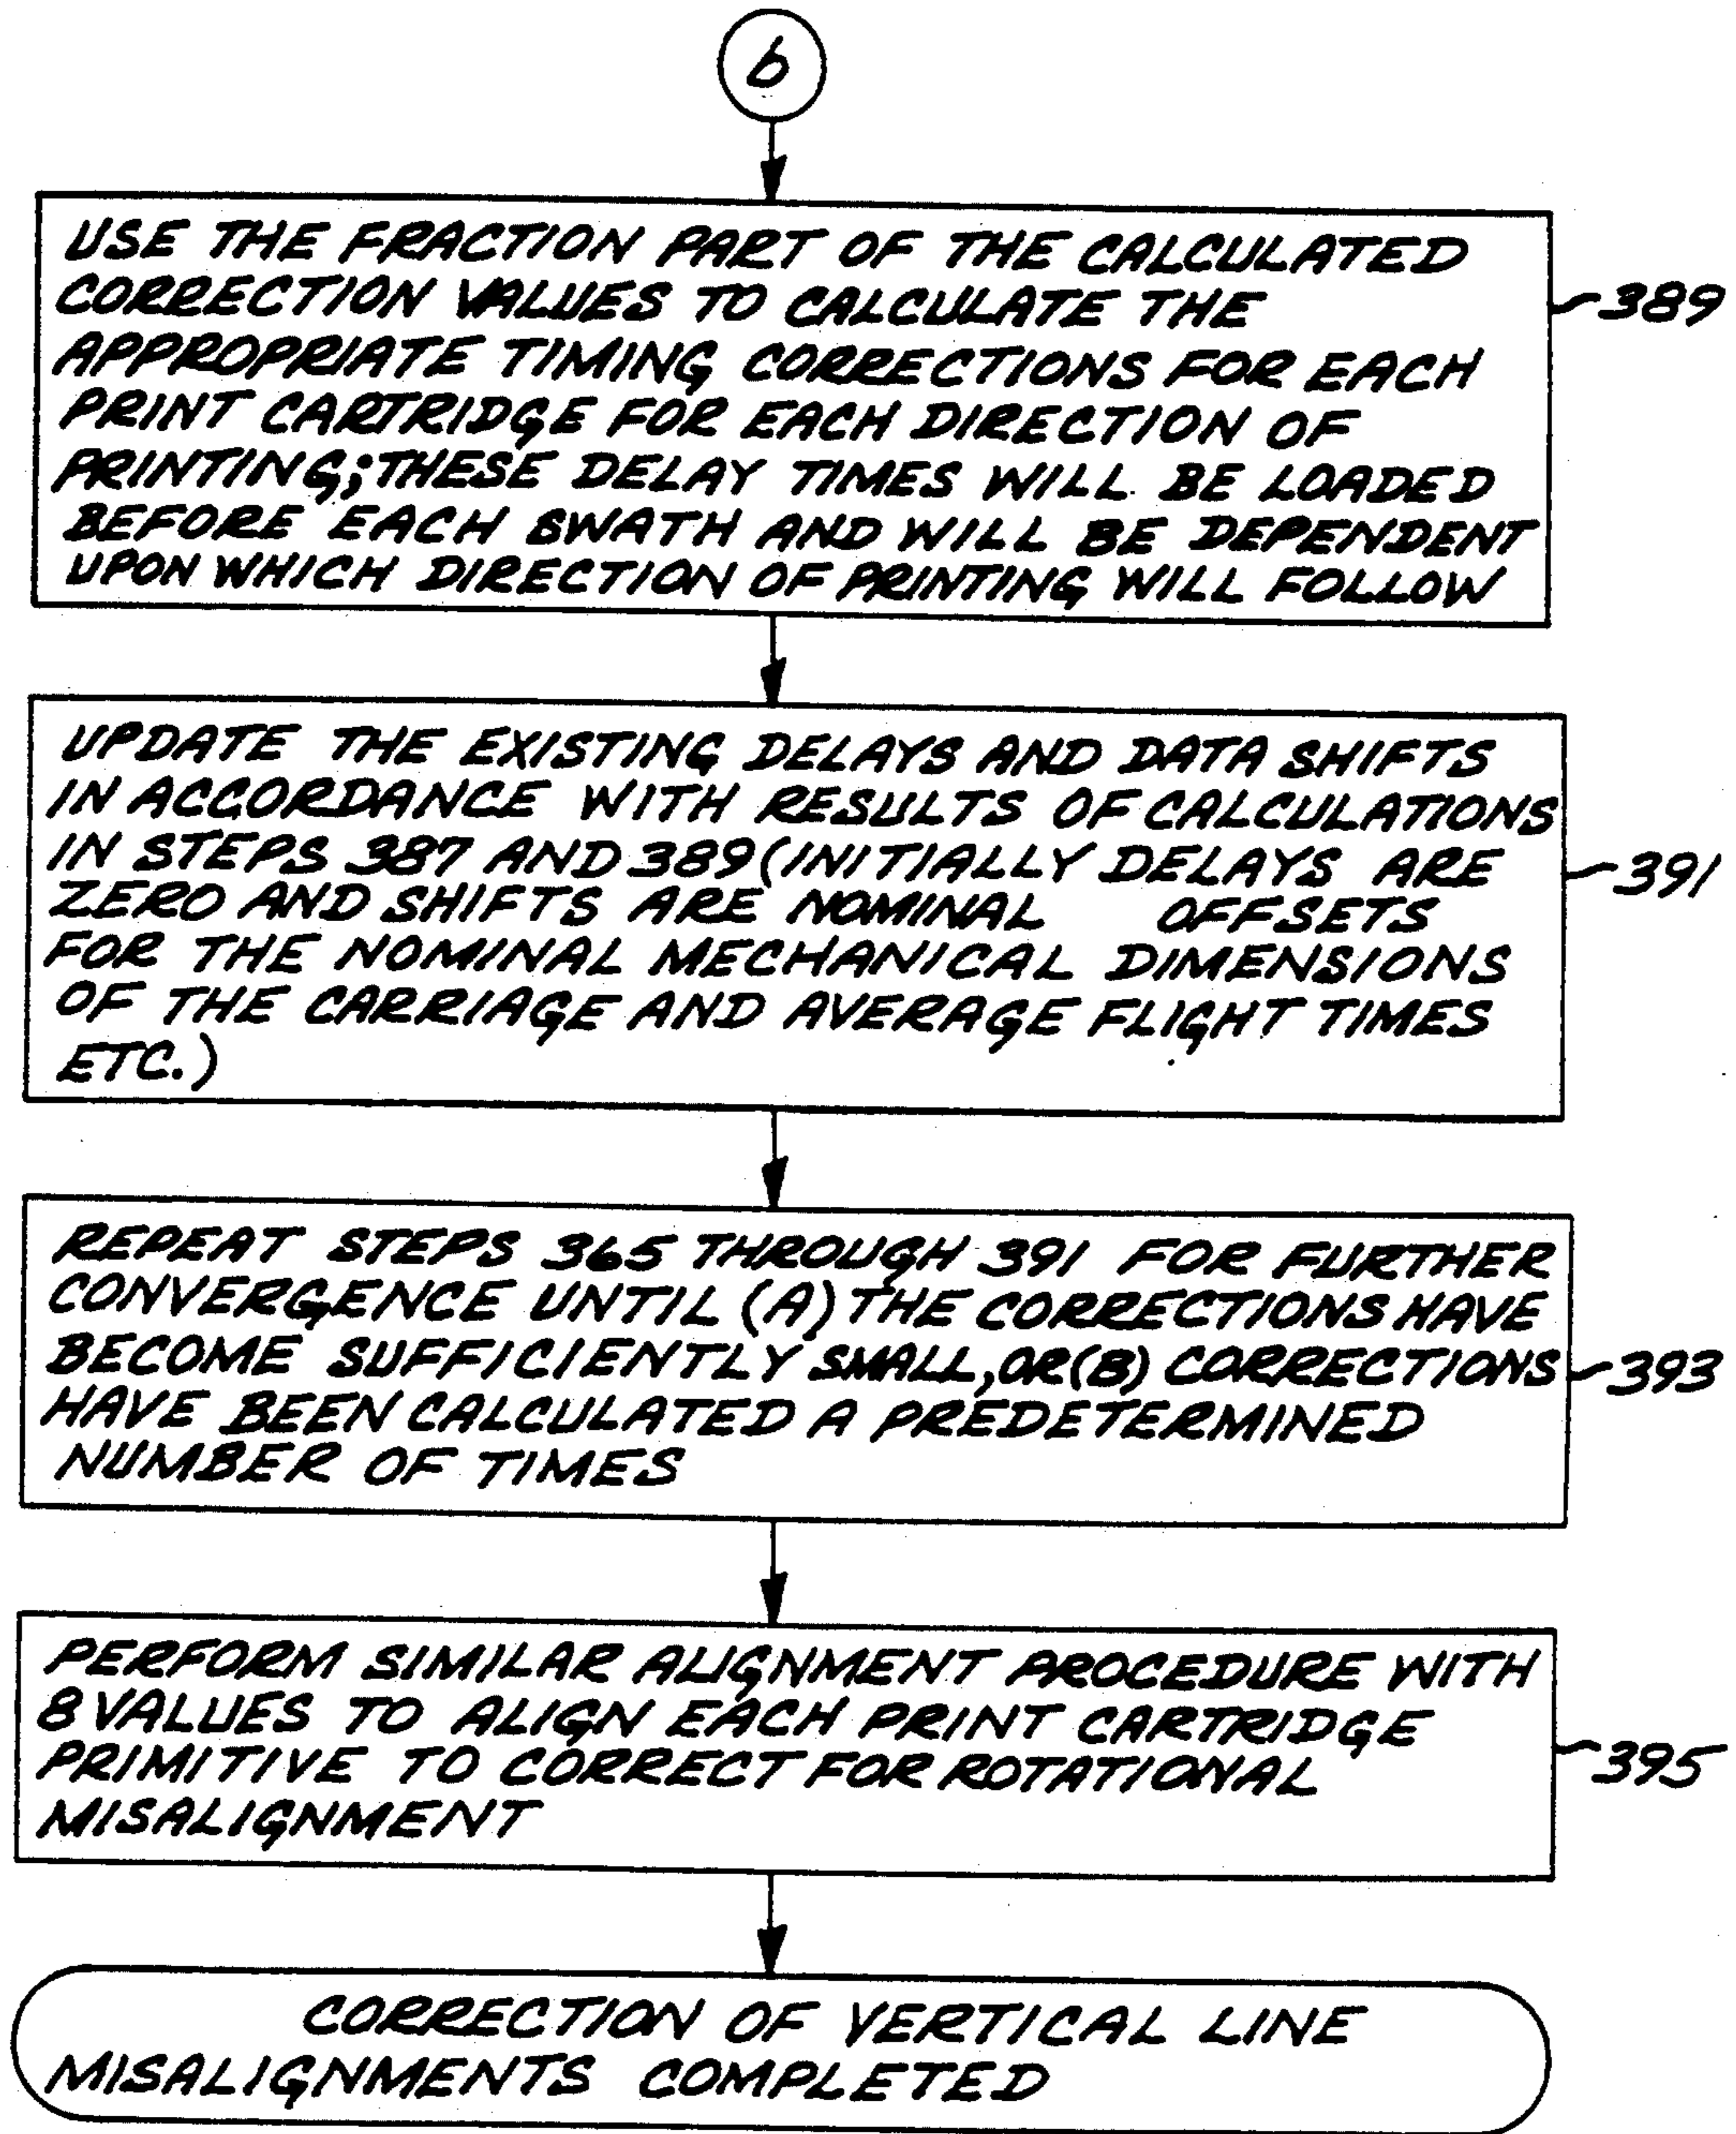 b
USE THE FRACTION PART OF THE CALCULATED
CORRECTION VALUES TO CALCULATE THE
APPROPRIATE TIMING CORRECTIONS FOR EACH
PRINT CARTRIDGE FOR EACH DIRECTION OF
PRINTING; THESE DELAY TIMES WILL BE LOADED
BEFORE EACH SWATH AND WILL BE DEPENDENT
UPON WHICH DIRECTION OF PRINTING WILL FOLLOW
389
UPDATE THE EXISTING DELAYS AND DATA SHIFTS
IN ACCORDANCE WITH RESULTS OF CALCULATIONS
IN STEPS 387 AND 389 (INITIALLY DELAYS ARE
ZERO AND SHIFTS ARE NOMINAL OFFSETS
FOR THE NOMINAL MECHANICAL DIMENSIONS
OF THE CARRIAGE AND AVERAGE FLIGHT TIMES
ETC.)
391
REPEAT STEPS 365 THROUGH 391 FOR FURTHER
CONVERGENCE UNTIL (A) THE CORRECTIONS HAVE
BECOME SUFFICIENTLY SMALL, OR (B) CORRECTIONS
HAVE BEEN CALCULATED A PREDETERMINED
NUMBER OF TIMES
393
PERFORM SIMILAR ALIGNMENT PROCEDURE WITH
8 VALUES TO ALIGN EACH PRINT CARTRIDGE
PRIMITIVE TO CORRECT FOR ROTATIONAL
MISALIGNMENT
395
CORRECTION OF VERTICAL LINE
MISALIGNMENTS COMPLETED